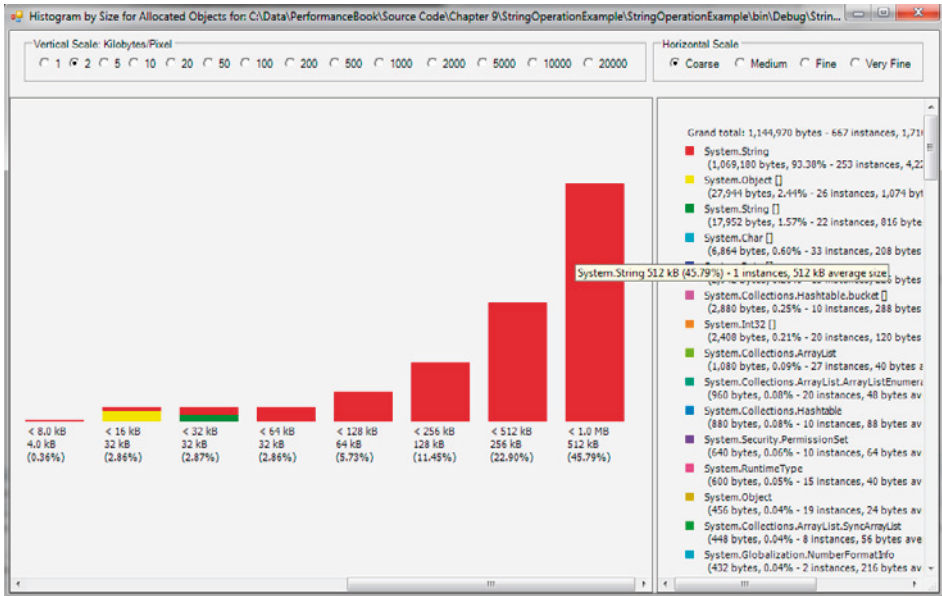 Histogram by Size for Allocated Objects for: C:\Data\PerformanceBook\Source Code\Chapter 9\StringOperationExample\StringOperationExample\bin\Debug\Strin...
Vertical Scale: Kilobytes/Pixel
1 2 5 10 20 50 100 200 500 1000 2000 5000 10000 20000
Horizontal Scale
Coarse Medium Fine Very Fine
< 8.0 kB
4.0 kB
(0.36%)
< 16 kB
32 kB
(2.86%)
< 32 kB
32 kB
(2.87%)
< 64 kB
32 kB
(2.86%)
< 128 kB
64 kB
(5.73%)
< 256 kB
128 kB
(11.45%)
< 512 kB
256 kB
(22.90%)
< 1.0 MB
512 kB
(45.79%)
Grand total: 1,144,970 bytes - 667 instances, 1,71
System.String
(1,069,180 bytes, 93.38% - 253 instances, 4,22
System.Object []
(27,944 bytes, 2.44% - 26 instances, 1,074 byt
System.String []
(17,952 bytes, 1.57% - 22 instances, 816 byte
System.Char []
(6,864 bytes, 0.60% - 33 instances, 208 bytes
System.String 512 kB (45.79%) - 1 instances, 512 kB average size
bytes
System.Collections.Hashtable.bucket []
(2,880 bytes, 0.25% - 10 instances, 288 bytes
System.Int32 []
(2,408 bytes, 0.21% - 20 instances, 120 bytes
System.Collections.ArrayList
(1,080 bytes, 0.09% - 27 instances, 40 bytes a
System.Collections.ArrayList.ArrayListEnumera
(960 bytes, 0.08% - 20 instances, 48 bytes av
System.Collections.Hashtable
(880 bytes, 0.08% - 10 instances, 88 bytes av
System.Security.PermissionSet
(640 bytes, 0.06% - 10 instances, 64 bytes av
System.RuntimeType
(600 bytes, 0.05% - 15 instances, 40 bytes av
System.Object
(456 bytes, 0.04% - 19 instances, 24 bytes av
System.Collections.ArrayList.SyncArrayList
(448 bytes, 0.04% - 8 instances, 56 bytes ave
System.Globalization.NumberFormatInfo
(432 bytes, 0.04% - 2 instances, 216 bytes av